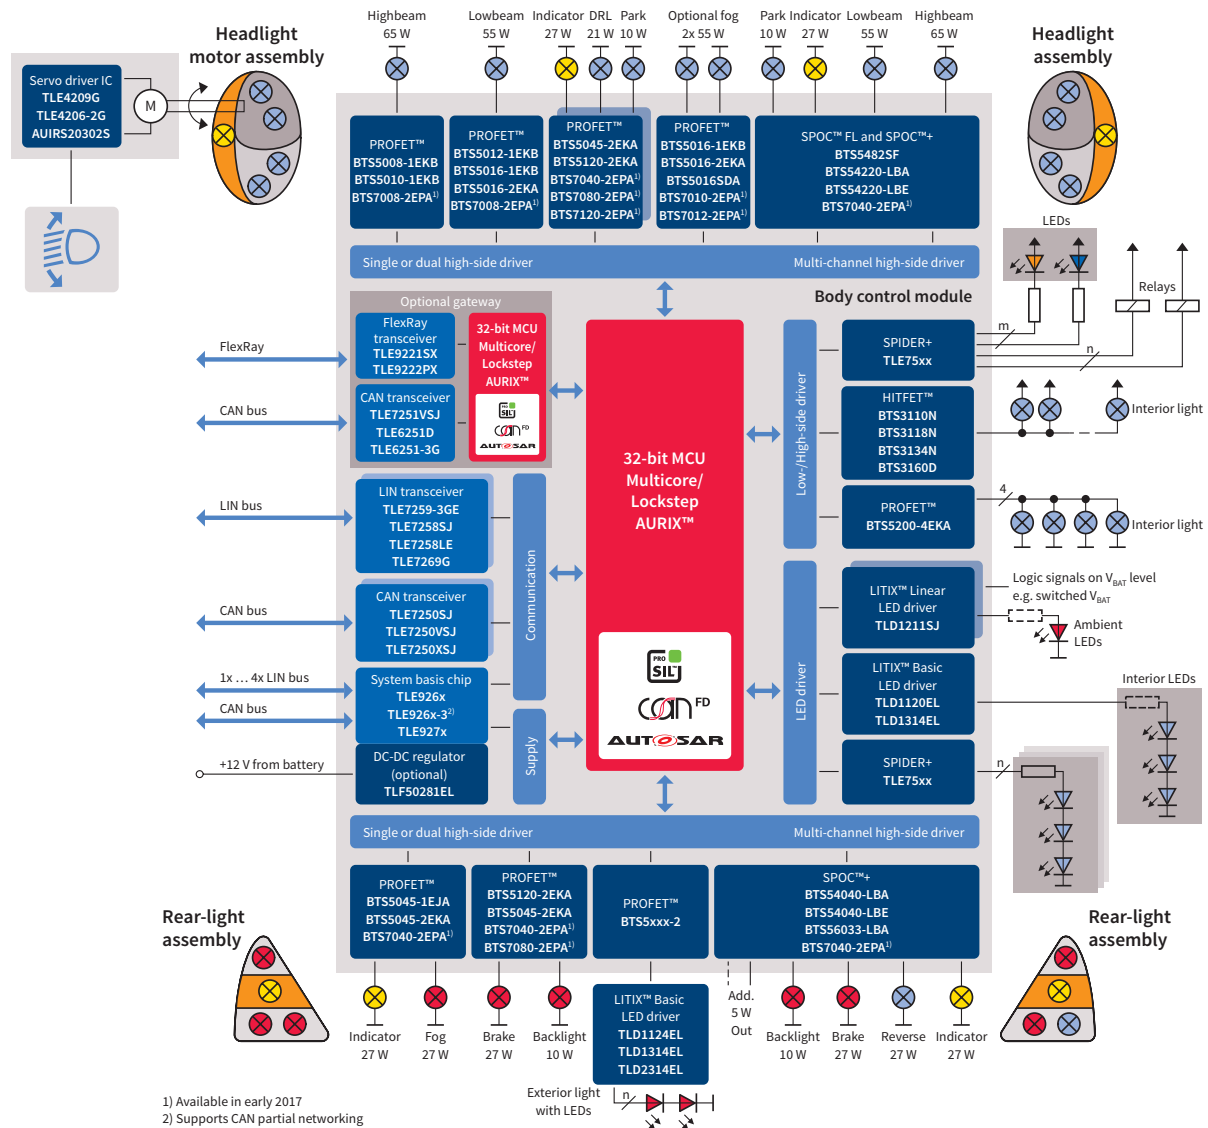 Highbeam
65 W
Lowbeam
55 W
Indicator
27 W
DRL
21 W
Park
10 W
Optional fog
2x 55 W
Park
10 W
Indicator
27 W
Lowbeam
55 W
Highbeam
65 W
Headlight
motor assembly
Headlight
assembly
Servo driver IC
TLE4209G
TLE4206-2G
AUIRS20302S
M
PROFET™
BTS5008-1EKB
BTS5010-1EKB
BTS7008-2EPA1)
PROFET™
BTS5012-1EKB
BTS5016-1EKB
BTS5016-2EKA
BTS7008-2EPA1)
PROFET™
BTS5045-2EKA
BTS5120-2EKA
BTS7040-2EPA1)
BTS7080-2EPA1)
BTS7120-2EPA1)
PROFET™
BTS5016-1EKB
BTS5016-2EKA
BTS5016SDA
BTS7010-2EPA1)
BTS7012-2EPA1)
SPOC™ FL and SPOC™+
BTS5482SF
BTS54220-LBA
BTS54220-LBE
BTS7040-2EPA1)
Single or dual high-side driver
Multi-channel high-side driver
LEDs
Relays
Optional gateway
Body control module
FlexRay
FlexRay
transceiver
TLE9221SX
TLE9222PX
CAN bus
CAN transceiver
TLE7251VSJ
TLE6251D
TLE6251-3G
32-bit MCU
Multicore/
Lockstep
AURIX™
PRO
SIL™
CAN FD
AUTOSAR
32-bit MCU
Multicore/
Lockstep
AURIX™
PRO
SIL™
CAN FD
AUTOSAR
Low-/High-side driver
SPIDER+
TLE75xx
m
n
HITFET™
BTS3110N
BTS3118N
BTS3134N
BTS3160D
Interior light
PROFET™
BTS5200-4EKA
4
Interior light
LIN bus
LIN transceiver
TLE7259-3GE
TLE7258SJ
TLE7258LE
TLE7269G
Communication
CAN bus
CAN transceiver
TLE7250SJ
TLE7250VSJ
TLE7250XSJ
1x ... 4x LIN bus
CAN bus
System basis chip
TLE926x
TLE926x-32)
TLE927x
Supply
+12 V from battery
DC-DC regulator
(optional)
TLF50281EL
LED driver
LITIX™ Linear
LED driver
TLD1211SJ
Logic signals on VBAT level
e.g. switched VBAT
Ambient
LEDs
LITIX™ Basic
LED driver
TLD1120EL
TLD1314EL
Interior LEDs
SPIDER+
TLE75xx
n
Single or dual high-side driver
Multi-channel high-side driver
Rear-light
assembly
Rear-light
assembly
PROFET™
BTS5045-1EJA
BTS5045-2EKA
BTS7040-2EPA1)
PROFET™
BTS5120-2EKA
BTS5045-2EKA
BTS7040-2EPA1)
BTS7080-2EPA1)
PROFET™
BTS5xxx-2
SPOC™+
BTS54040-LBA
BTS54040-LBE
BTS56033-LBA
BTS7040-2EPA1)
Indicator
27 W
Fog
27 W
Brake
27 W
Backlight
10 W
LITIX™ Basic
LED driver
TLD1124EL
TLD1314EL
TLD2314EL
Add.
5 W
Out
Backlight
10 W
Brake
27 W
Reverse
27 W
Indicator
27 W
Exterior light
with LEDs
n
1) Available in early 2017
2) Supports CAN partial networking